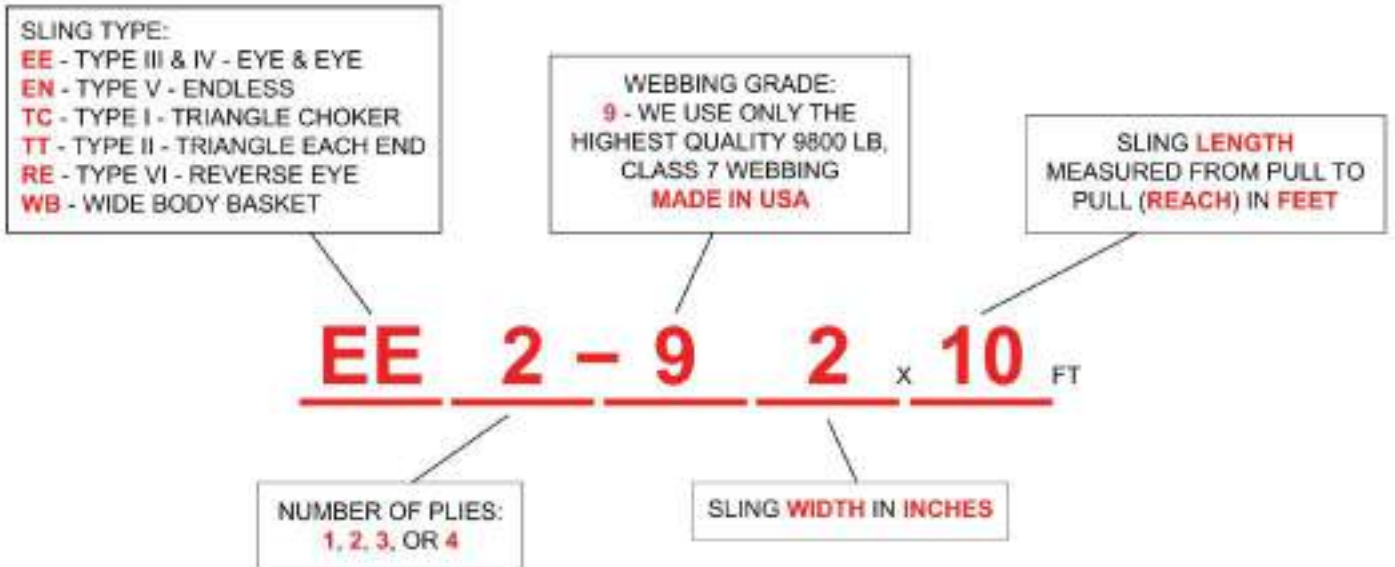 SLING TYPE:
EE - TYPE III & IV - EYE & EYE
EN - TYPE V - ENDLESS
TC - TYPE I - TRIANGLE CHOKER
TT - TYPE II - TRIANGLE EACH END
RE - TYPE VI - REVERSE EYE
WB - WIDE BODY BASKET
WEBBING GRADE:
9 - WE USE ONLY THE
HIGHEST QUALITY 9800 LB,
CLASS 7 WEBBING
MADE IN USA
SLING LENGTH
MEASURED FROM PULL TO
PULL (REACH) IN FEET
EE 2 – 9 2 x 10 FT
NUMBER OF PLIES:
1, 2, 3, OR 4
SLING WIDTH IN INCHES